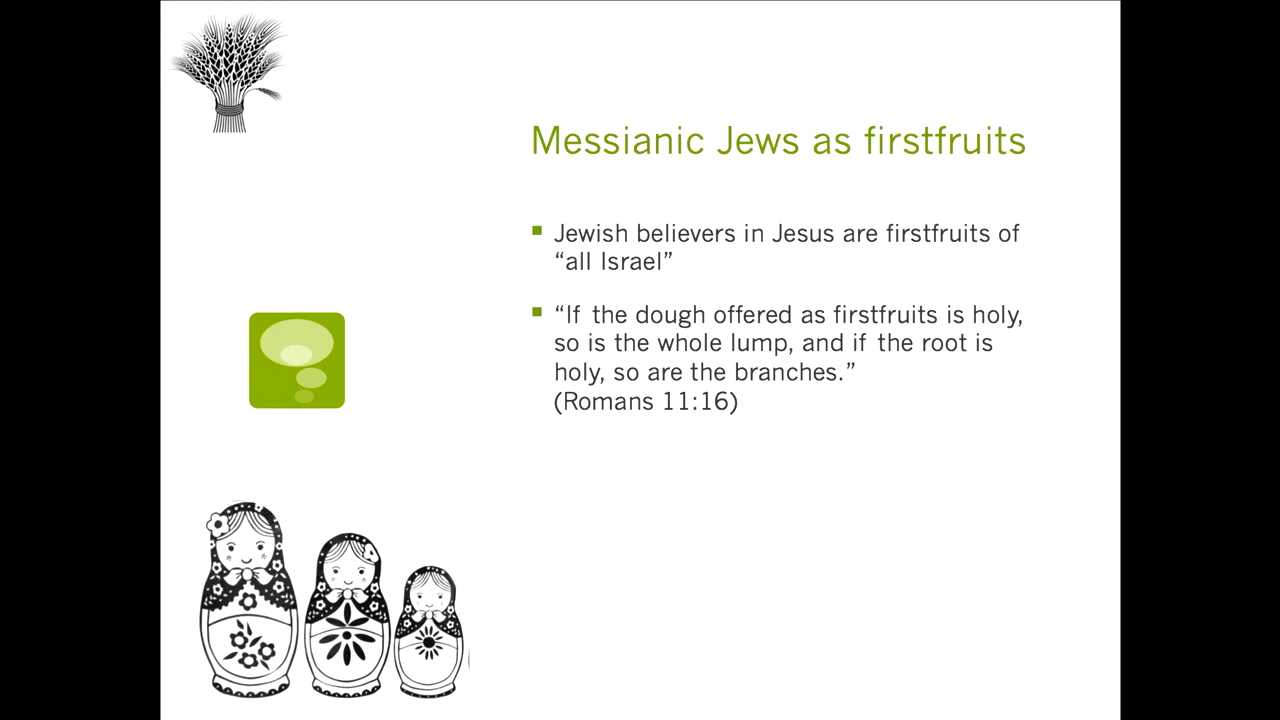 Messianic Jews as firstfruits
Jewish believers in Jesus are firstfruits of
“all Israel”
“If the dough offered as firstfruits is holy,
so is the whole lump, and if the root is
holy, so are the branches.”
(Romans 11:16)